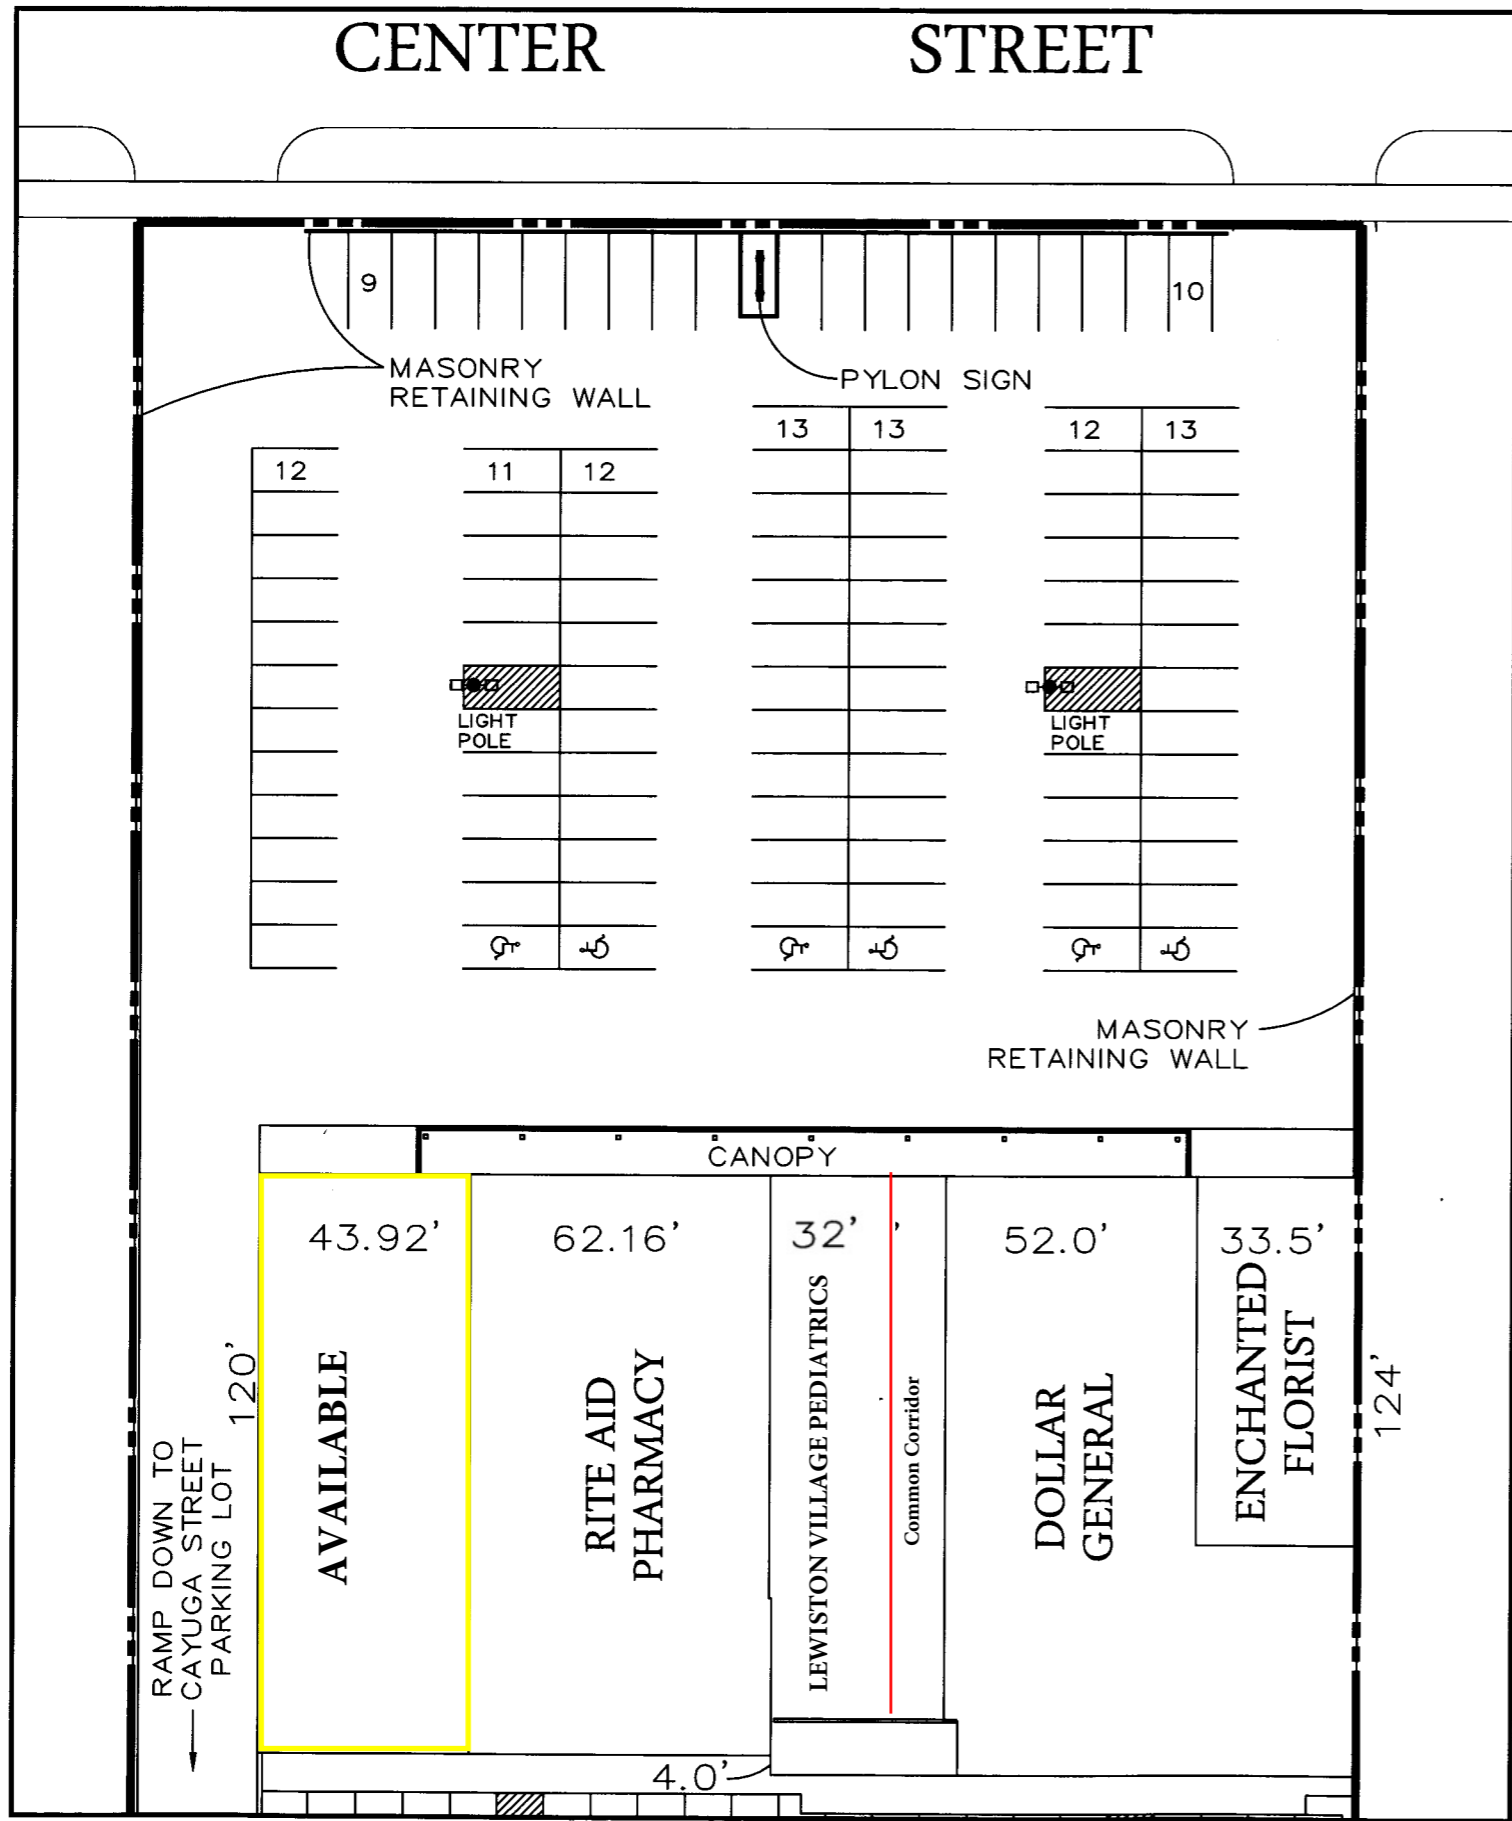 CENTER STREET
9
10
MASONRY
RETAINING WALL
PYLON SIGN
13 13
12 13
12
11 12
LIGHT
POLE
LIGHT
POLE
MASONRY
RETAINING WALL
CANOPY
43.92’
62.16’
32’
’
52.0’
33.5’
120’
RAMP DOWN TO
CAYUGA STREET
PARKING LOT
AVAILABLE
RITE AID
PHARMACY
LEWISTON VILLAGE PEDIATRICS
Common Corridor
DOLLAR
GENERAL
ENCHANTED
FLORIST
124’
4.0’